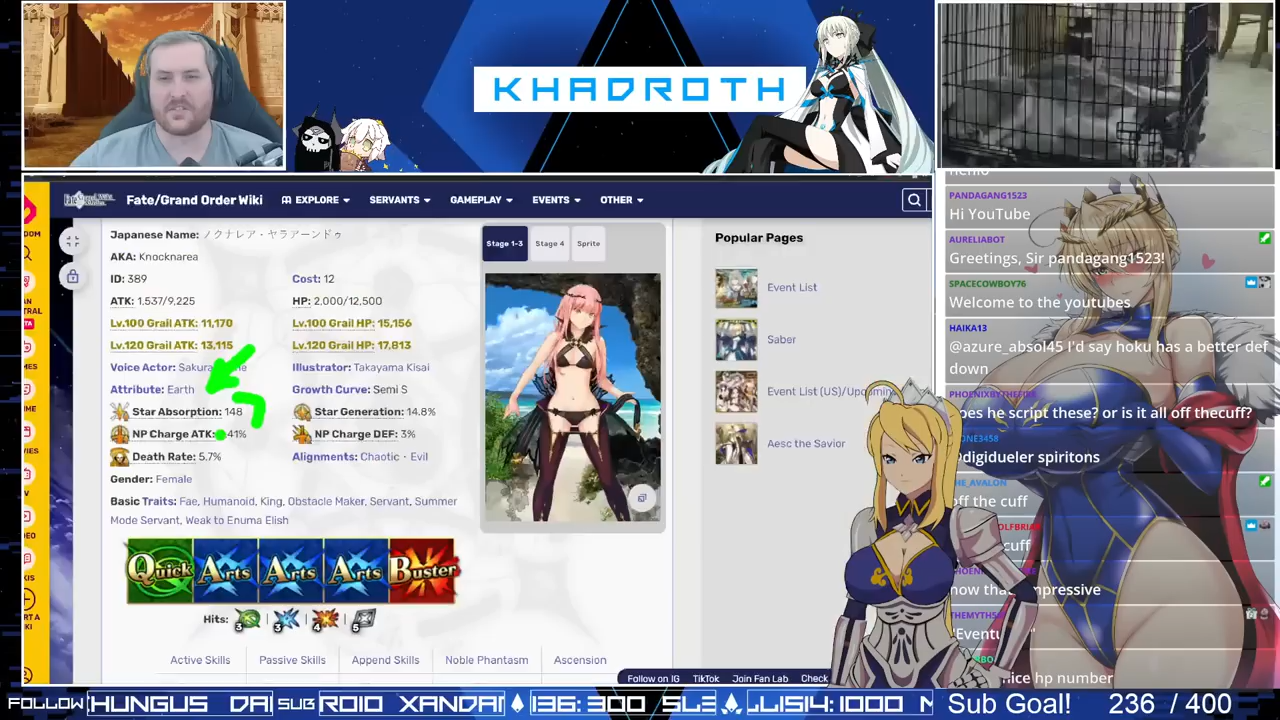 KHADROTH
Fate/Grand Order Wiki
EXPLORE
SERVANTS
GAMEPLAY
EVENTS
OTHER
Japanese Name: ノクナレア・ヤラアーンドゥ
AKA: Knocknarea
ID: 389
Cost: 12
ATK: 1,537/9,225
HP: 2,000/12,500
Lv.100 Grail ATK: 11,170
Lv.100 Grail HP: 15,156
Lv.120 Grail ATK: 13,115
Lv.120 Grail HP: 17,813
Voice Actor:
Illustrator: Takayama Kisai
Attribute: Earth
Growth Curve: Semi S
Star Absorption: 148
Star Generation: 14.8%
NP Charge ATK: 41%
NP Charge DEF: 3%
Death Rate: 5.7%
Alignments: Chaotic・Evil
Gender: Female
Basic Traits: Fae, Humanoid, King, Obstacle Maker, Servant, Summer
Mode Servant, Weak to Enuma Elish
Quick Arts Arts Arts Buster
Hits: 3 | 3 | 4 | 5
Active Skills
Passive Skills
Append Skills
Noble Phantasm
Ascension
Stage 1-3
Stage 4
Sprite
Popular Pages
Event List
Saber
Event List (US)/Upcoming
Aesc the Savior
Follow on IG
TikTok
Join Fan Lab
Check
PANDAGANG1523
Hi YouTube
AURELIABOT
Greetings, Sir pandagang1523!
SPACECOWBOY76
Welcome to the youtubes
HAIKA13
@azure_absol45 I'd say hoku has a better def
down
does he script these? or is it all off thecuff?
digidueler spiritons
off the cuff
cuff
nice hp number
FOLLOW
HUNGUS DA
SUB
ROIO XANDA
136: 300
1514: 1000
Sub Goal! 236 / 400